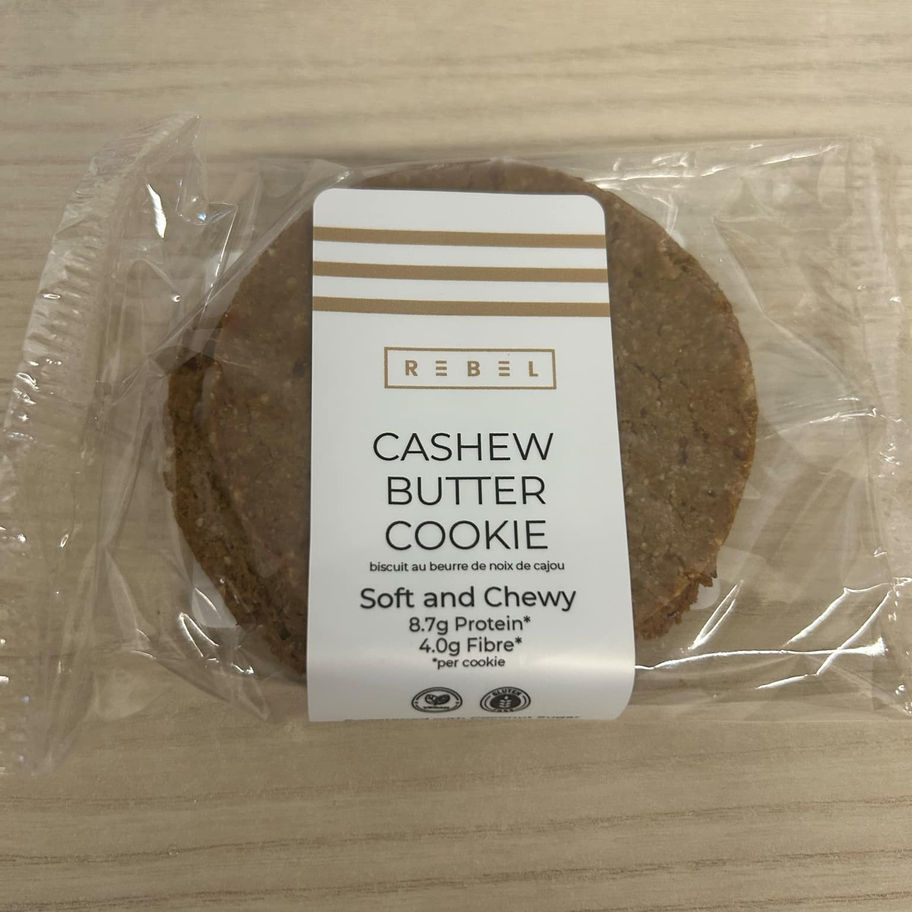 REBEL
CASHEW
BUTTER
COOKIE
biscuit au beurre de noix de cajou
Soft and Chewy
8.7g Protein*
4.0g Fibre*
*per cookie
GLUTEN